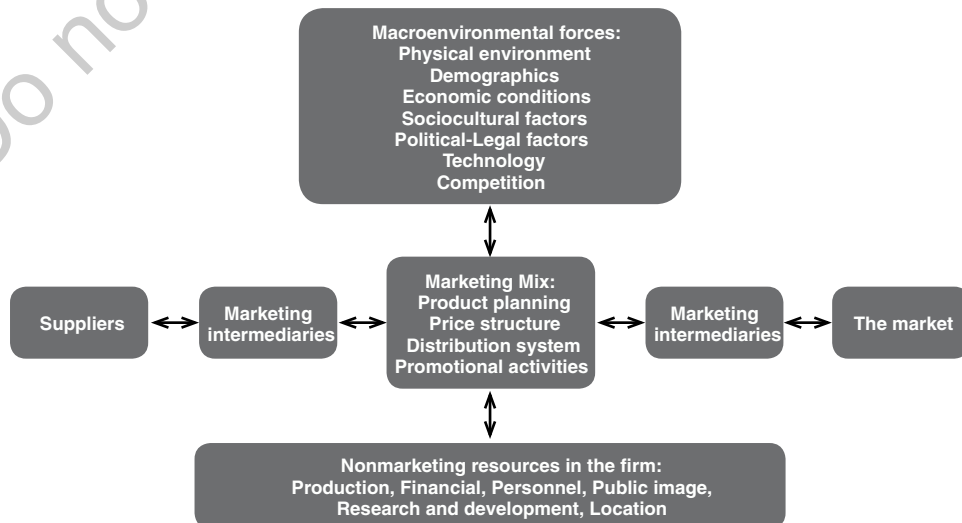 Do no
Macroenvironmental forces:
Physical environment
Demographics
Economic conditions
Sociocultural factors
Political-Legal factors
Technology
Competition
Suppliers
Marketing
intermediaries
Marketing Mix:
Product planning
Price structure
Distribution system
Promotional activities
Marketing
intermediaries
The market
Nonmarketing resources in the firm:
Production, Financial, Personnel, Public image,
Research and development, Location